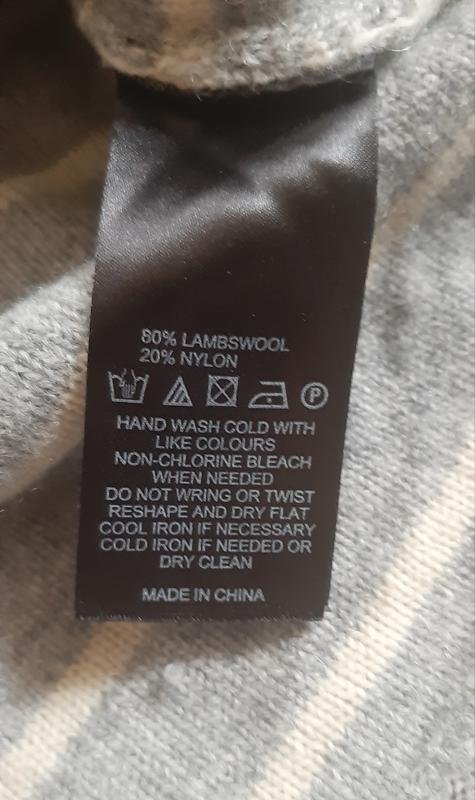 80% LAMBSWOOL
20% NYLON
P
HAND WASH COLD WITH
LIKE COLOURS
NON-CHLORINE BLEACH
WHEN NEEDED
DO NOT WRING OR TWIST
RESHAPE AND DRY FLAT
COOL IRON IF NECESSARY
COLD IRON IF NEEDED OR
DRY CLEAN
MADE IN CHINA